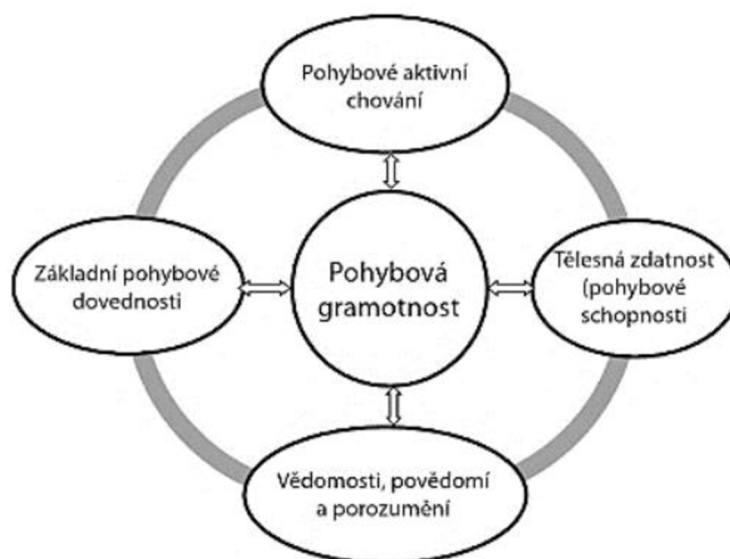 Pohybové aktivní
chování
Základní pohybové
dovednosti
Pohybová
gramotnost
Tělesná zdatnost
(pohybové
schopnosti
Vědomosti, povědomí
a porozumění